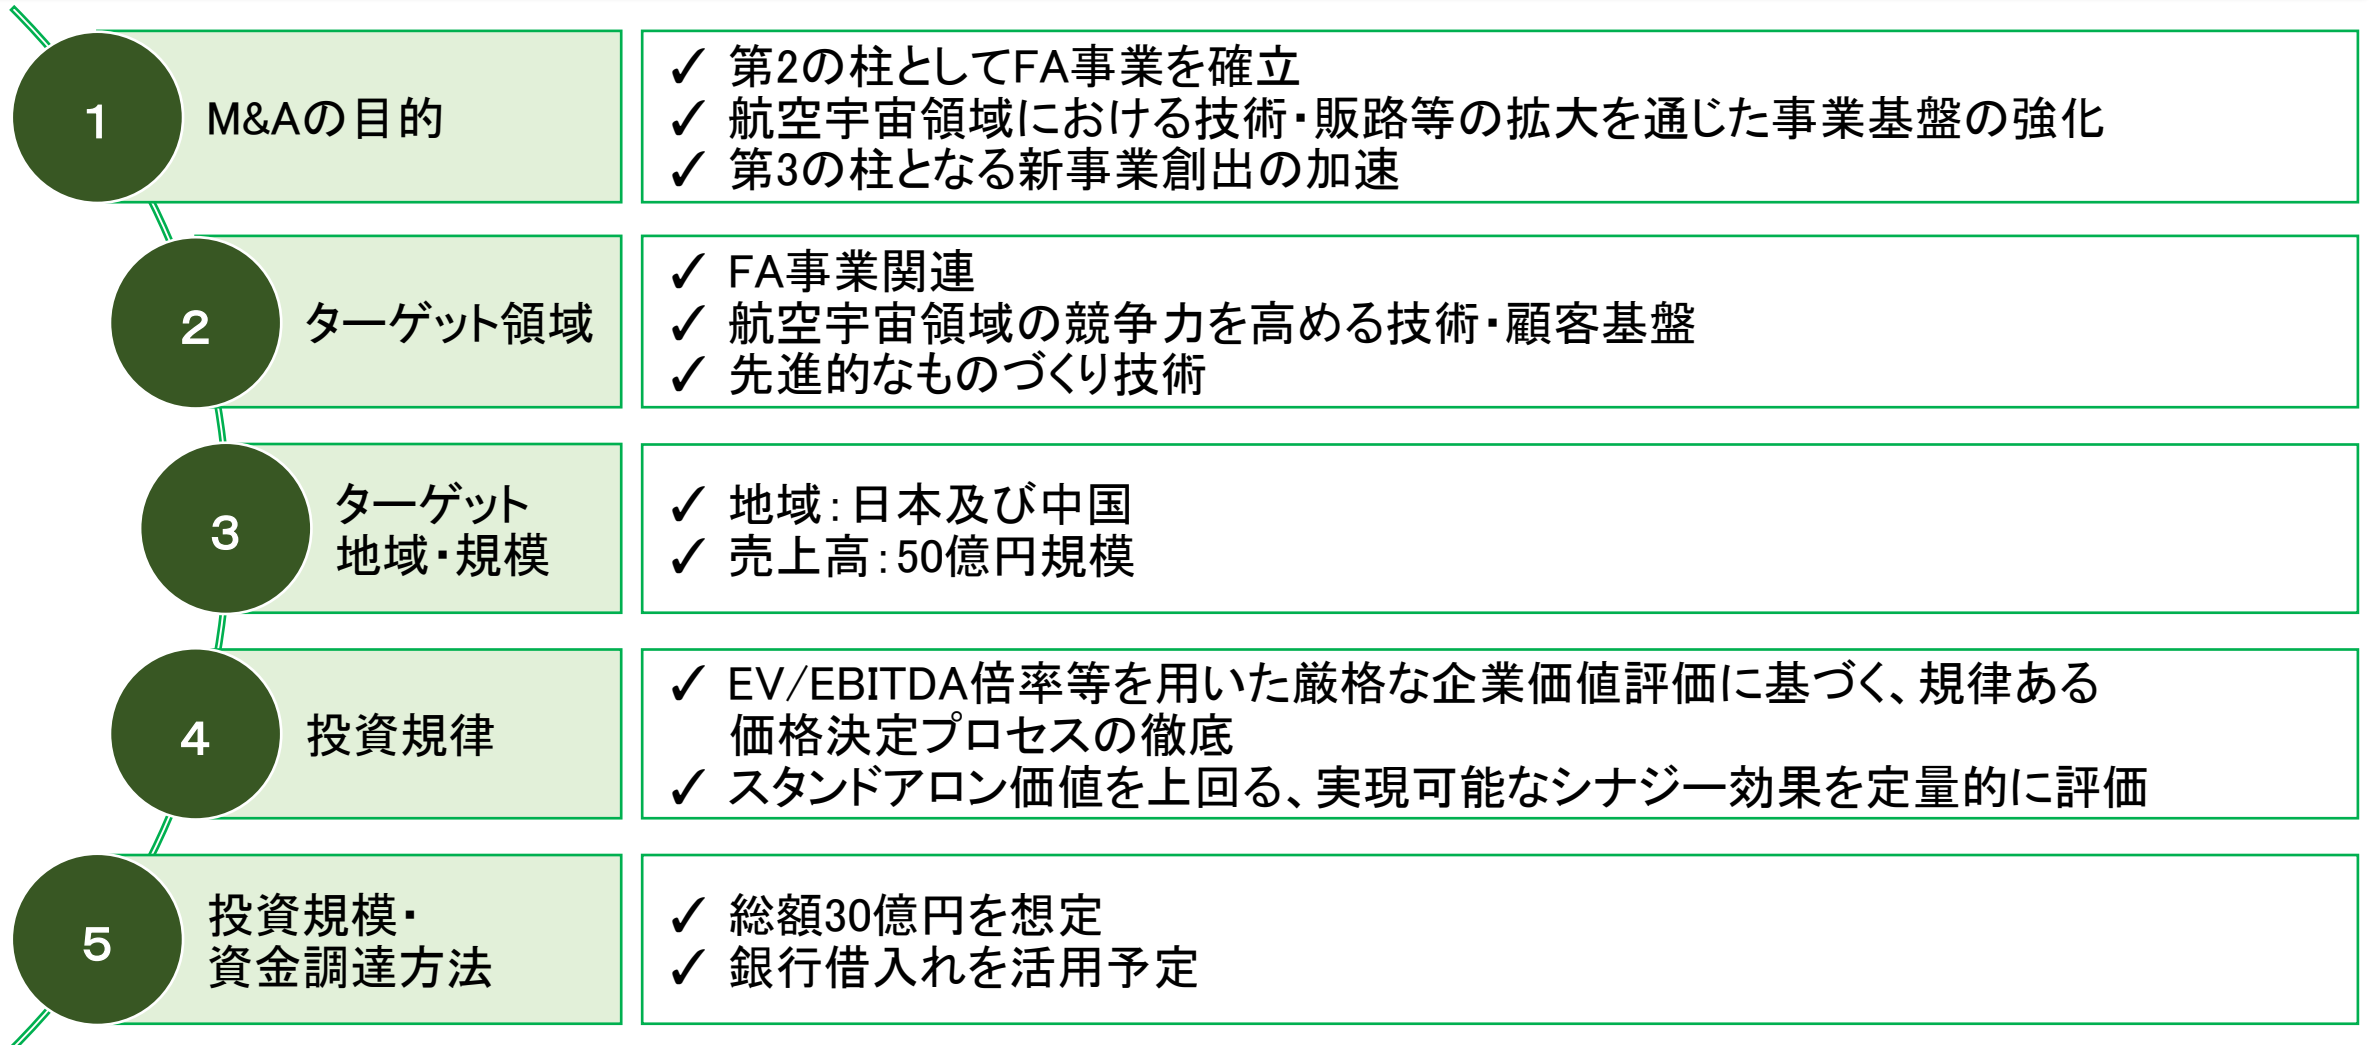 1
M&Aの目的
✓ 第2の柱としてFA事業を確立
✓ 航空宇宙領域における技術・販路等の拡大を通じた事業基盤の強化
✓ 第3の柱となる新事業創出の加速
2
ターゲット領域
✓ FA事業関連
✓ 航空宇宙領域の競争力を高める技術・顧客基盤
✓ 先進的なものづくり技術
3
ターゲット
地域・規模
✓ 地域：日本及び中国
✓ 売上高：50億円規模
4
投資規律
✓ EV/EBITDA倍率等を用いた厳格な企業価値評価に基づく、規律ある
価格決定プロセスの徹底
✓ スタンドアロン価値を上回る、実現可能なシナジー効果を定量的に評価
5
投資規模・
資金調達方法
✓ 総額30億円を想定
✓ 銀行借入れを活用予定